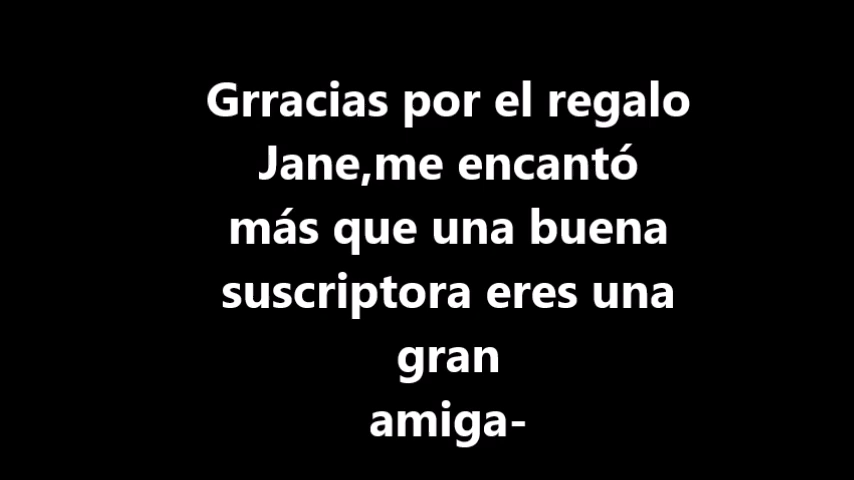 Grracias por el regalo
Jane,me encantó
más que una buena
suscriptora eres una
gran
amiga-